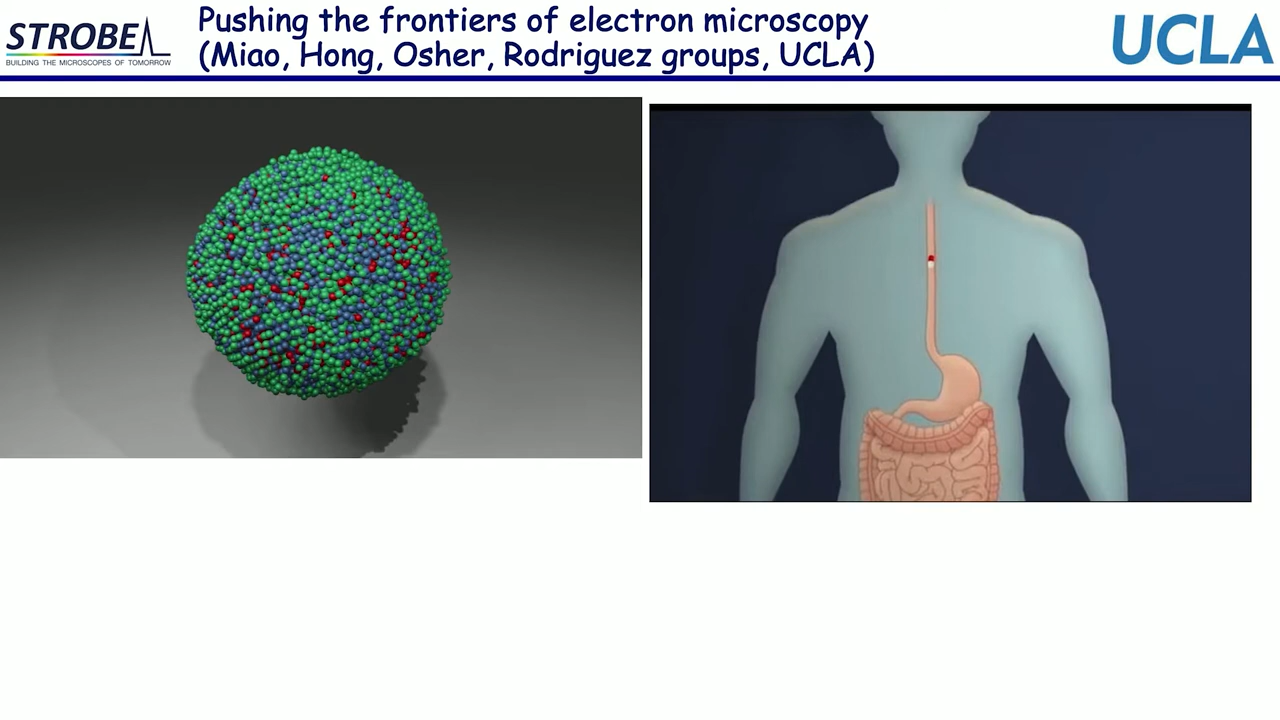 STROBE
BUILDING THE MICROSCOPES OF TOMORROW
Pushing the frontiers of electron microscopy
(Miao, Hong, Osher, Rodriguez groups, UCLA)
UCLA